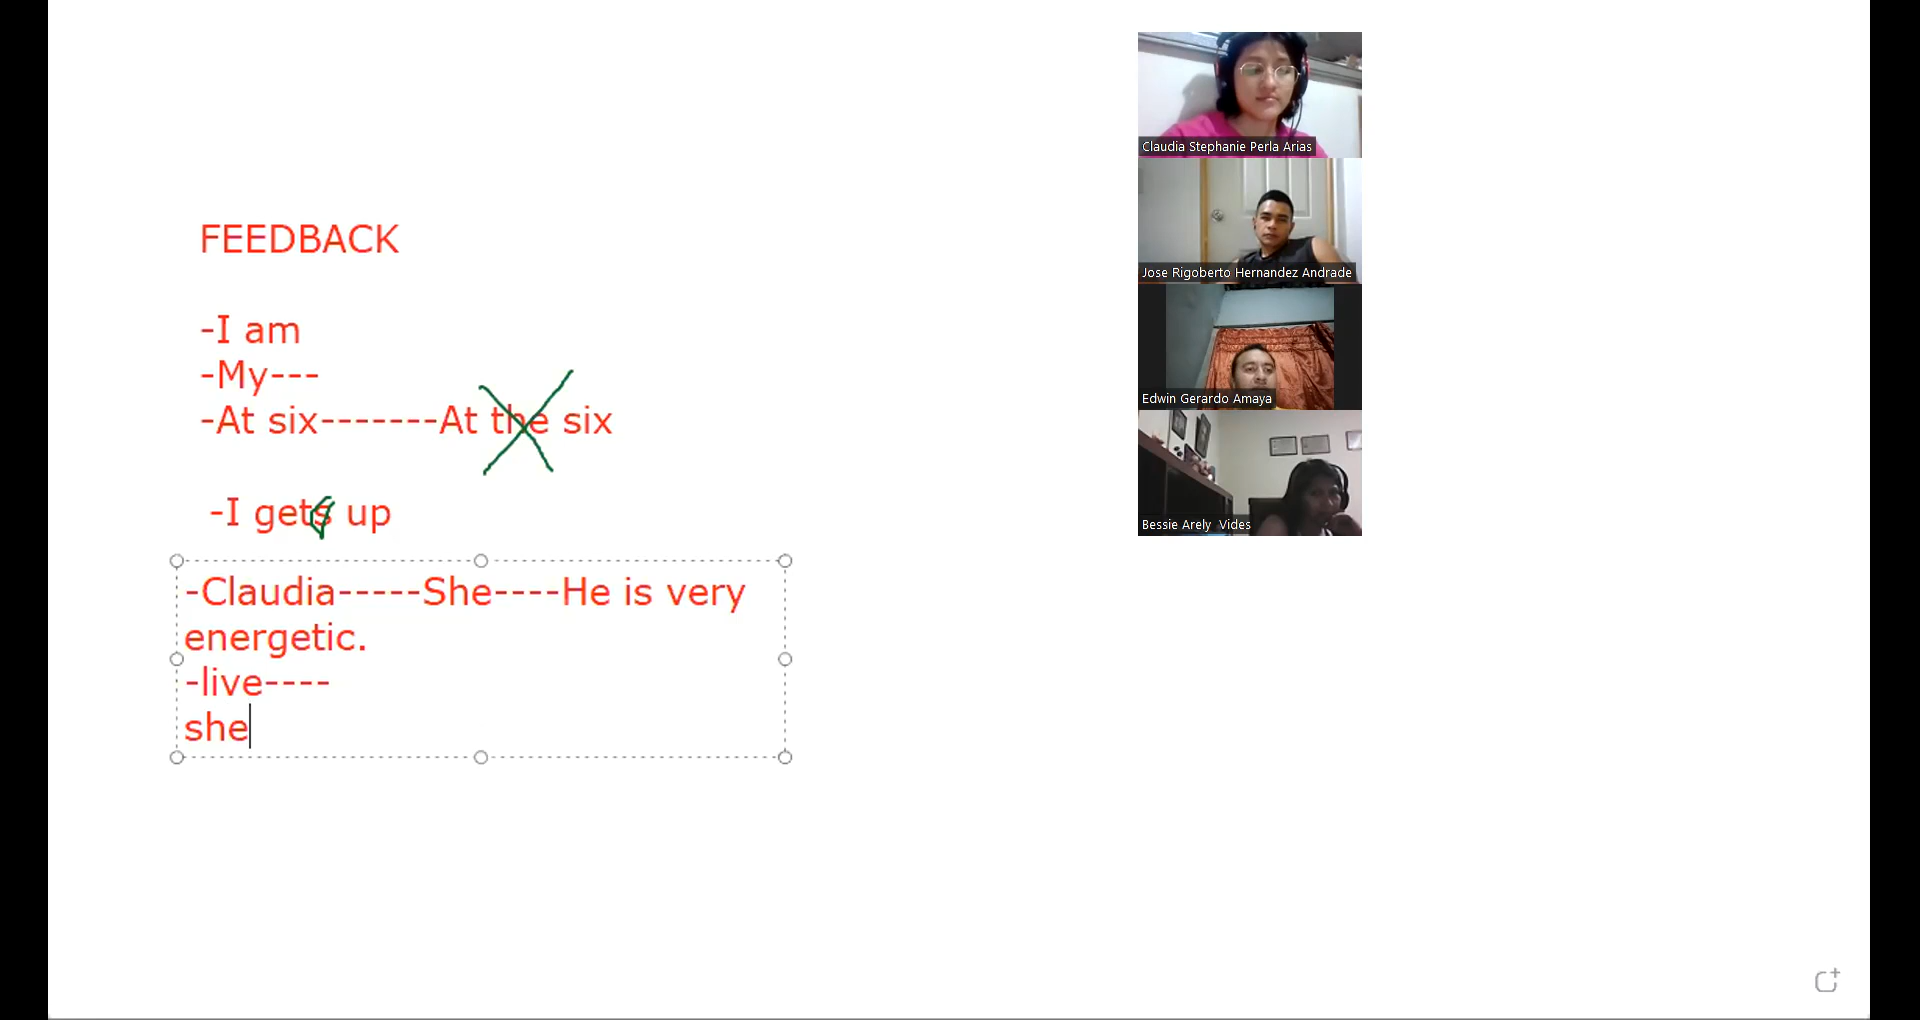 FEEDBACK
-I am
-My---
-At six-------At the six
-I gets up
-Claudia-----She----He is very
energetic.
-live----
she
Claudia Stephanie Perla Arias
Jose Rigoberto Hernandez Andrade
Edwin Gerardo Amaya
Bessie Arely Vides